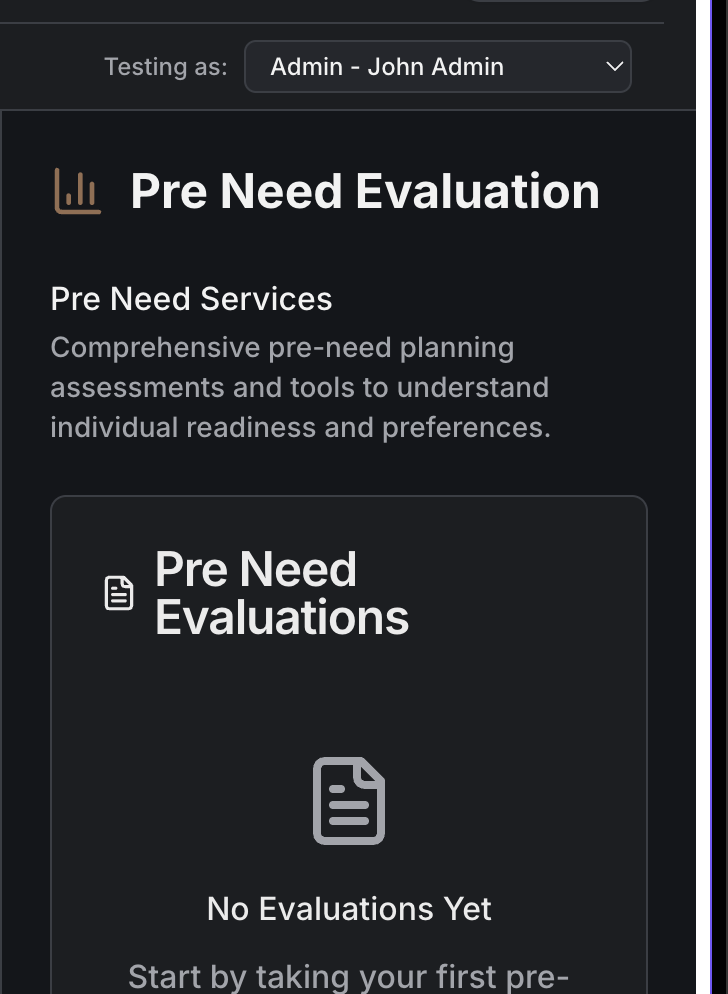 Testing as: Admin - John Admin
Pre Need Evaluation
Pre Need Services
Comprehensive pre-need planning
assessments and tools to understand
individual readiness and preferences.
Pre Need
Evaluations
No Evaluations Yet
Start by taking your first pre-